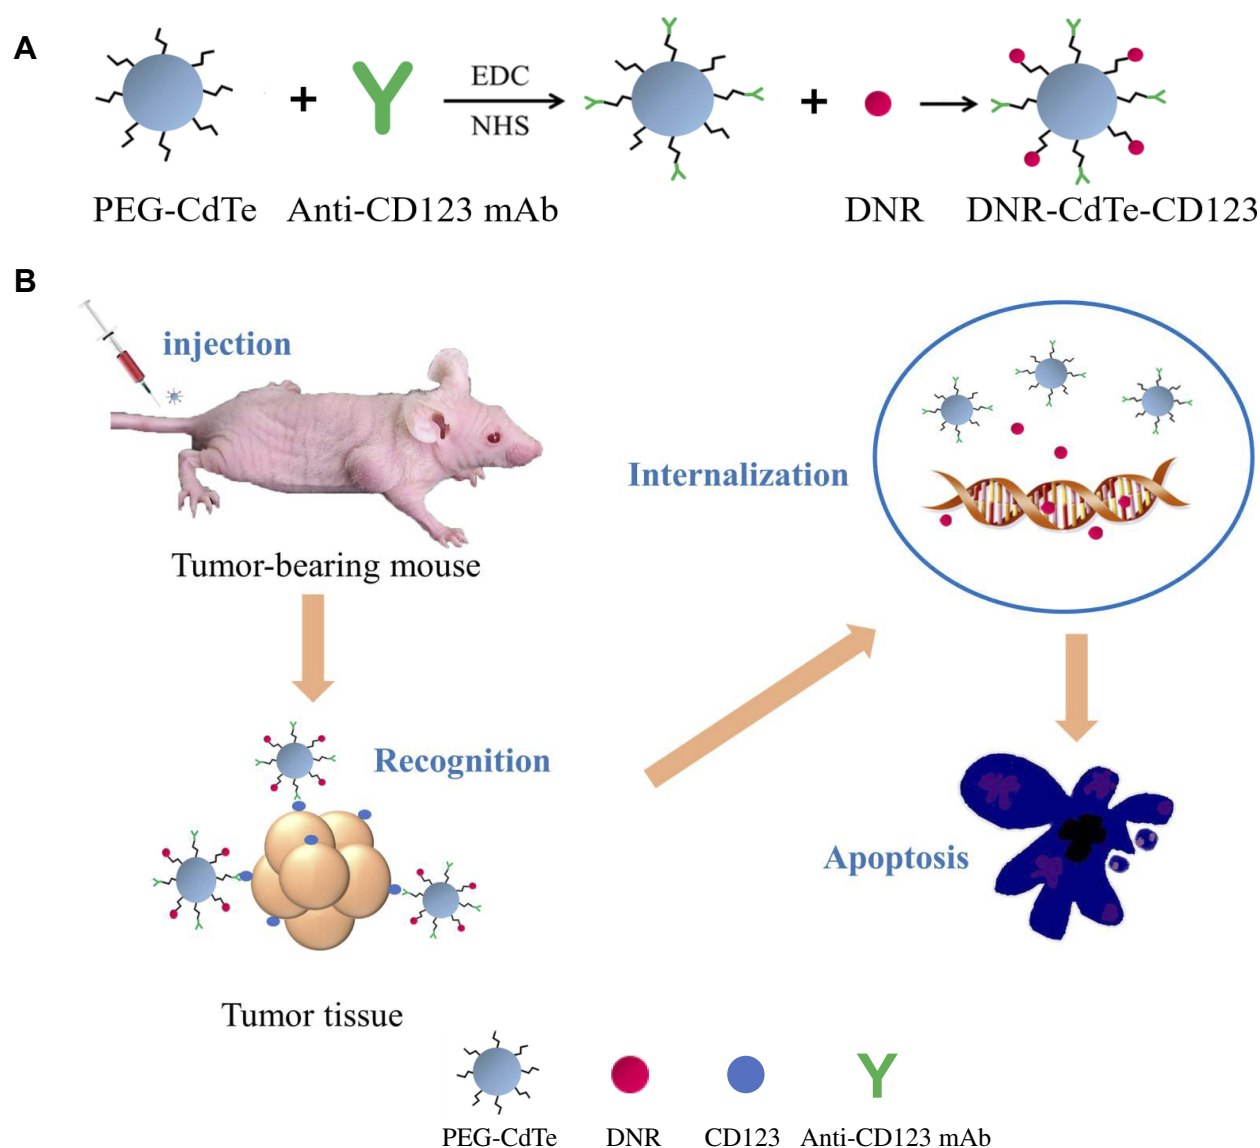 A
+
EDC
NHS
+
PEG-CdTe
Anti-CD123 mAb
DNR
DNR-CdTe-CD123
B
injection
Tumor-bearing mouse
Internalization
Recognition
Apoptosis
Tumor tissue
PEG-CdTe
DNR
CD123
Anti-CD123 mAb